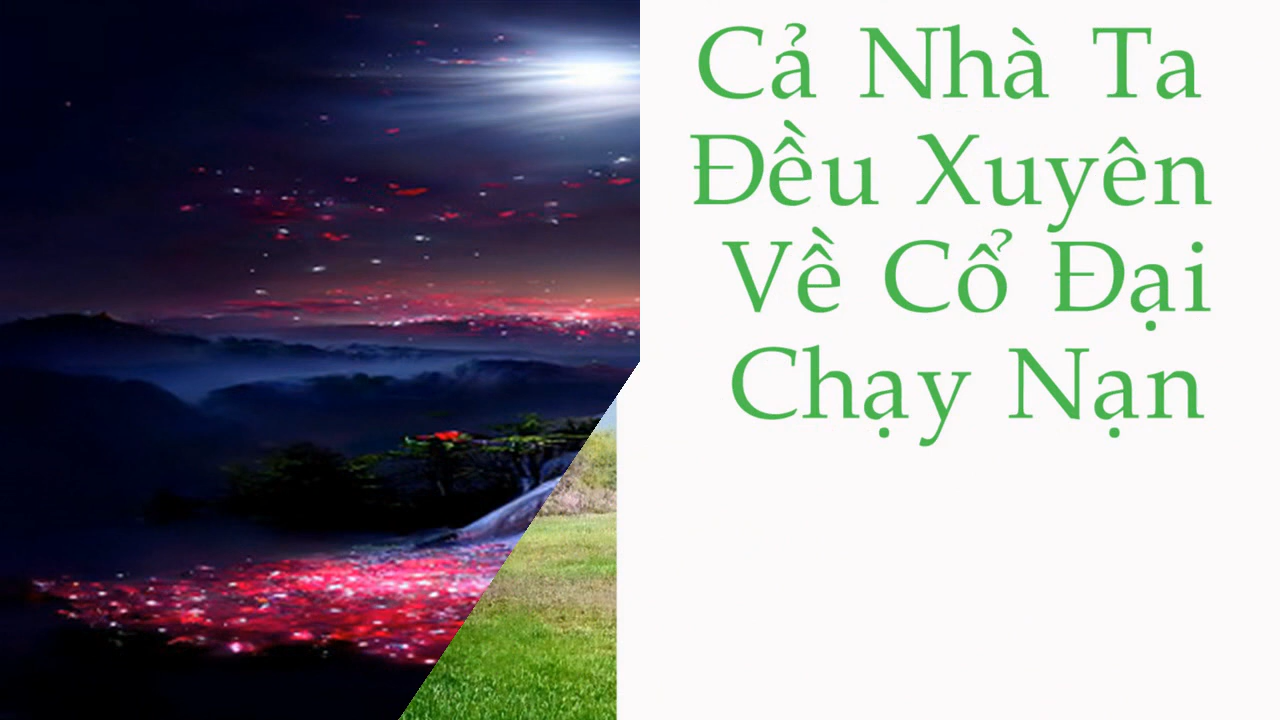 Cả Nhà Ta
Đều Xuyên
Về Cổ Đại
Chạy Nạn